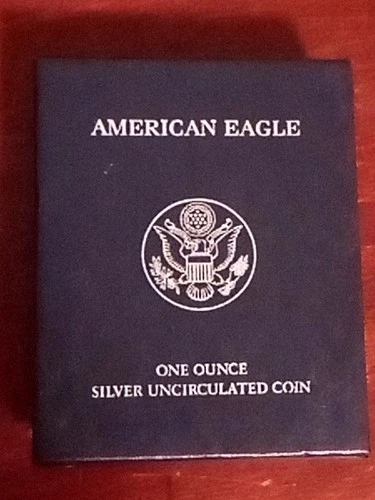 AMERICAN EAGLE
ONE OUNCE
SILVER UNCIRCULATED COIN